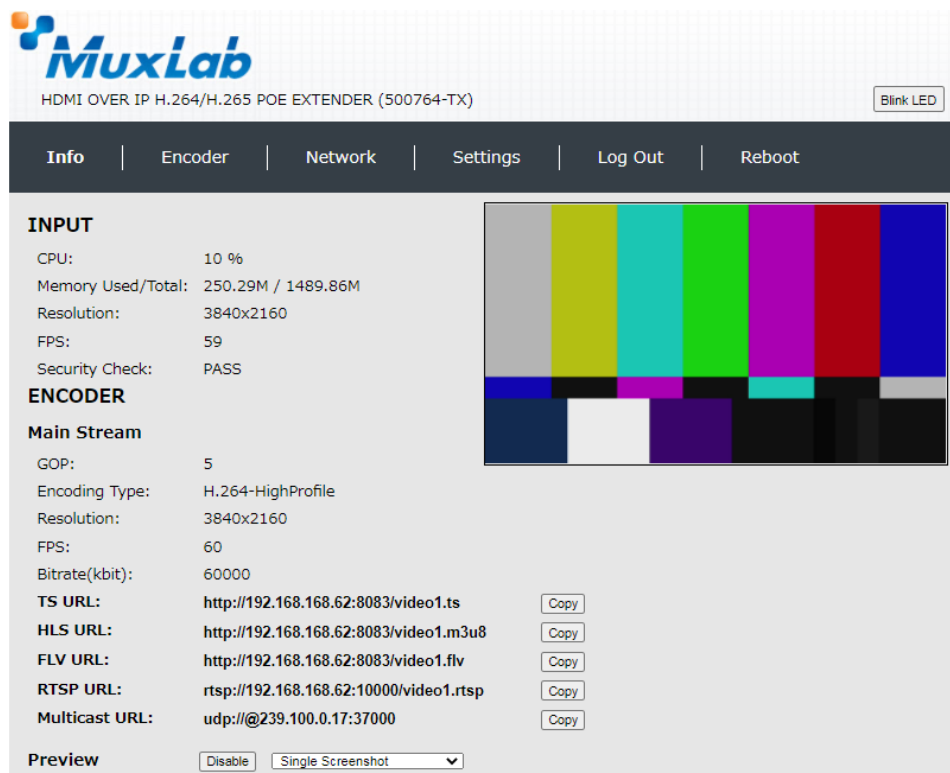 MuxLab
HDMI OVER IP H.264/H.265 POE EXTENDER (500764-TX)
Blink LED
Info Encoder Network Settings Log Out Reboot
INPUT
CPU: 10 %
Memory Used/Total: 250.29M / 1489.86M
Resolution: 3840x2160
FPS: 59
Security Check: PASS
ENCODER
Main Stream
GOP: 5
Encoding Type: H.264-HighProfile
Resolution: 3840x2160
FPS: 60
Bitrate(kbit): 60000
TS URL: http://192.168.168.62:8083/video1.ts Copy
HLS URL: http://192.168.168.62:8083/video1.m3u8 Copy
FLV URL: http://192.168.168.62:8083/video1.flv Copy
RTSP URL: rtsp://192.168.168.62:10000/video1.rtsp Copy
Multicast URL: udp://@239.100.0.17:37000 Copy
Preview Disable Single Screenshot